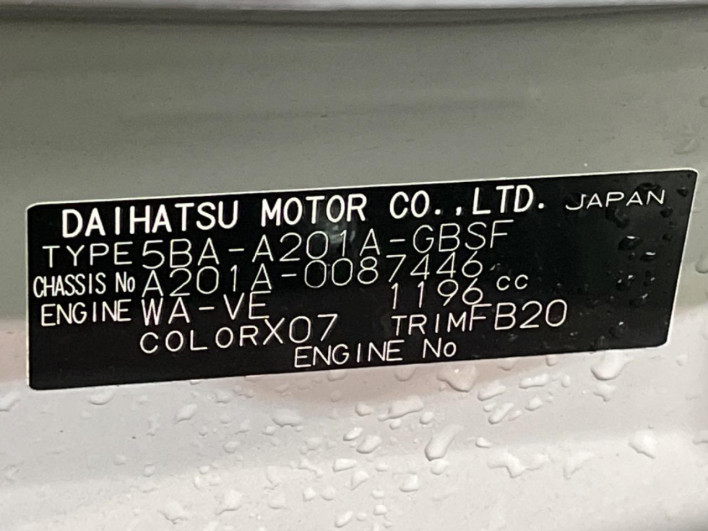 DAIHATSU MOTOR CO.,LTD. JAPAN
TYPE 5BA-A201A-GBSF
CHASSIS No A201A-0087446
ENGINE WA-VE 1196 cc
COLOR X07 TRIM FB20
ENGINE No